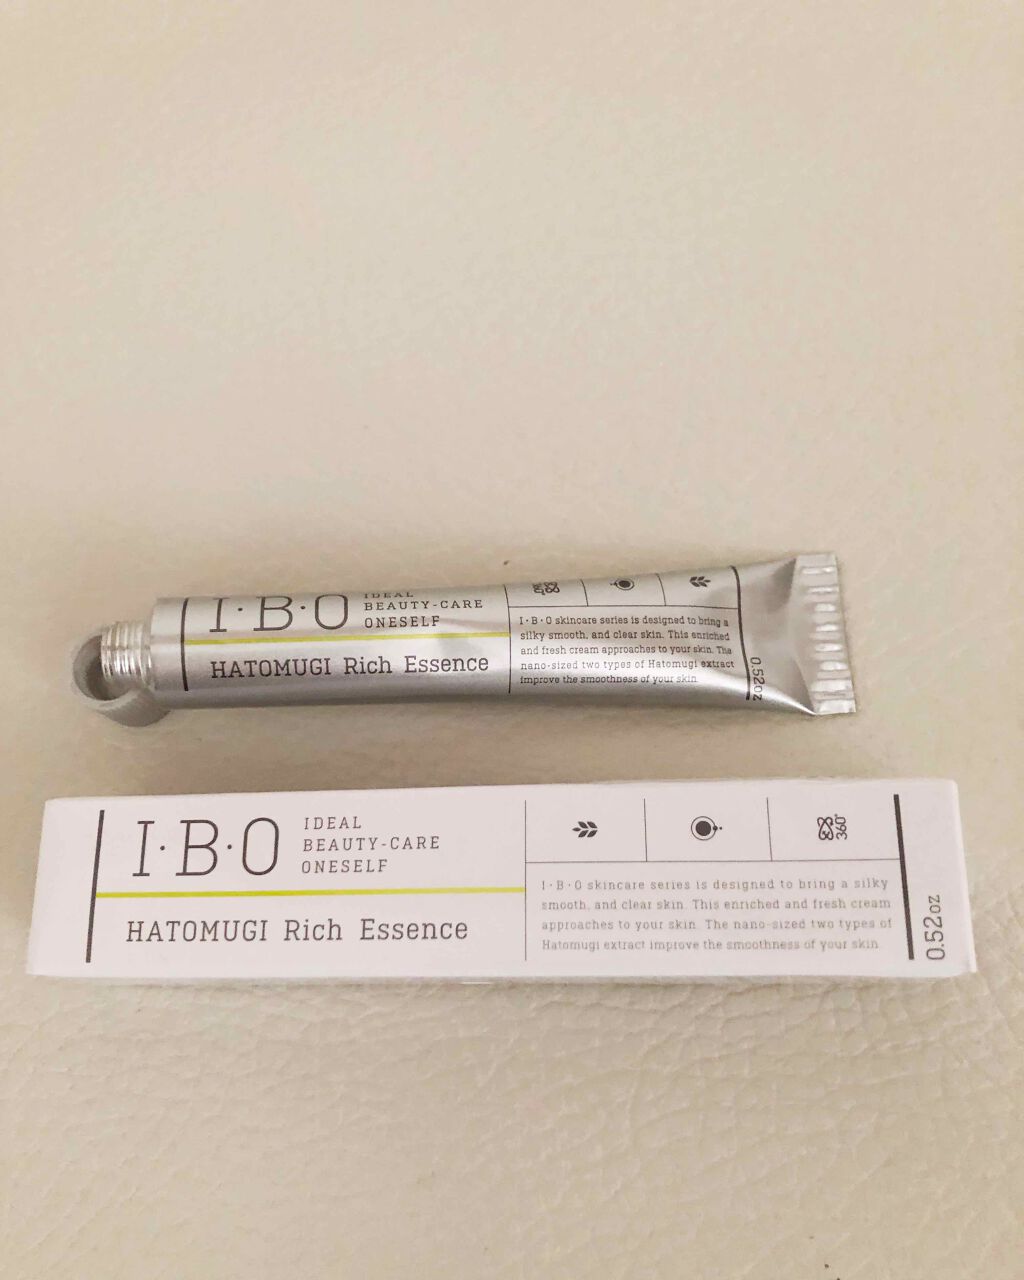 I·B·O
IDEAL
BEAUTY-CARE
ONESELF
HATOMUGI Rich Essence
I·B·O skincare series is designed to bring a
silky smooth, and clear skin. This enriched
and fresh cream approaches to your skin. The
nano-sized two types of Hatomugi extract
improve the smoothness of your skin.
0.52oz
I·B·O
IDEAL
BEAUTY-CARE
ONESELF
HATOMUGI Rich Essence
360°
I·B·O skincare series is designed to bring a silky
smooth, and clear skin. This enriched and fresh cream
approaches to your skin. The nano-sized two types of
Hatomugi extract improve the smoothness of your skin.
0.52oz